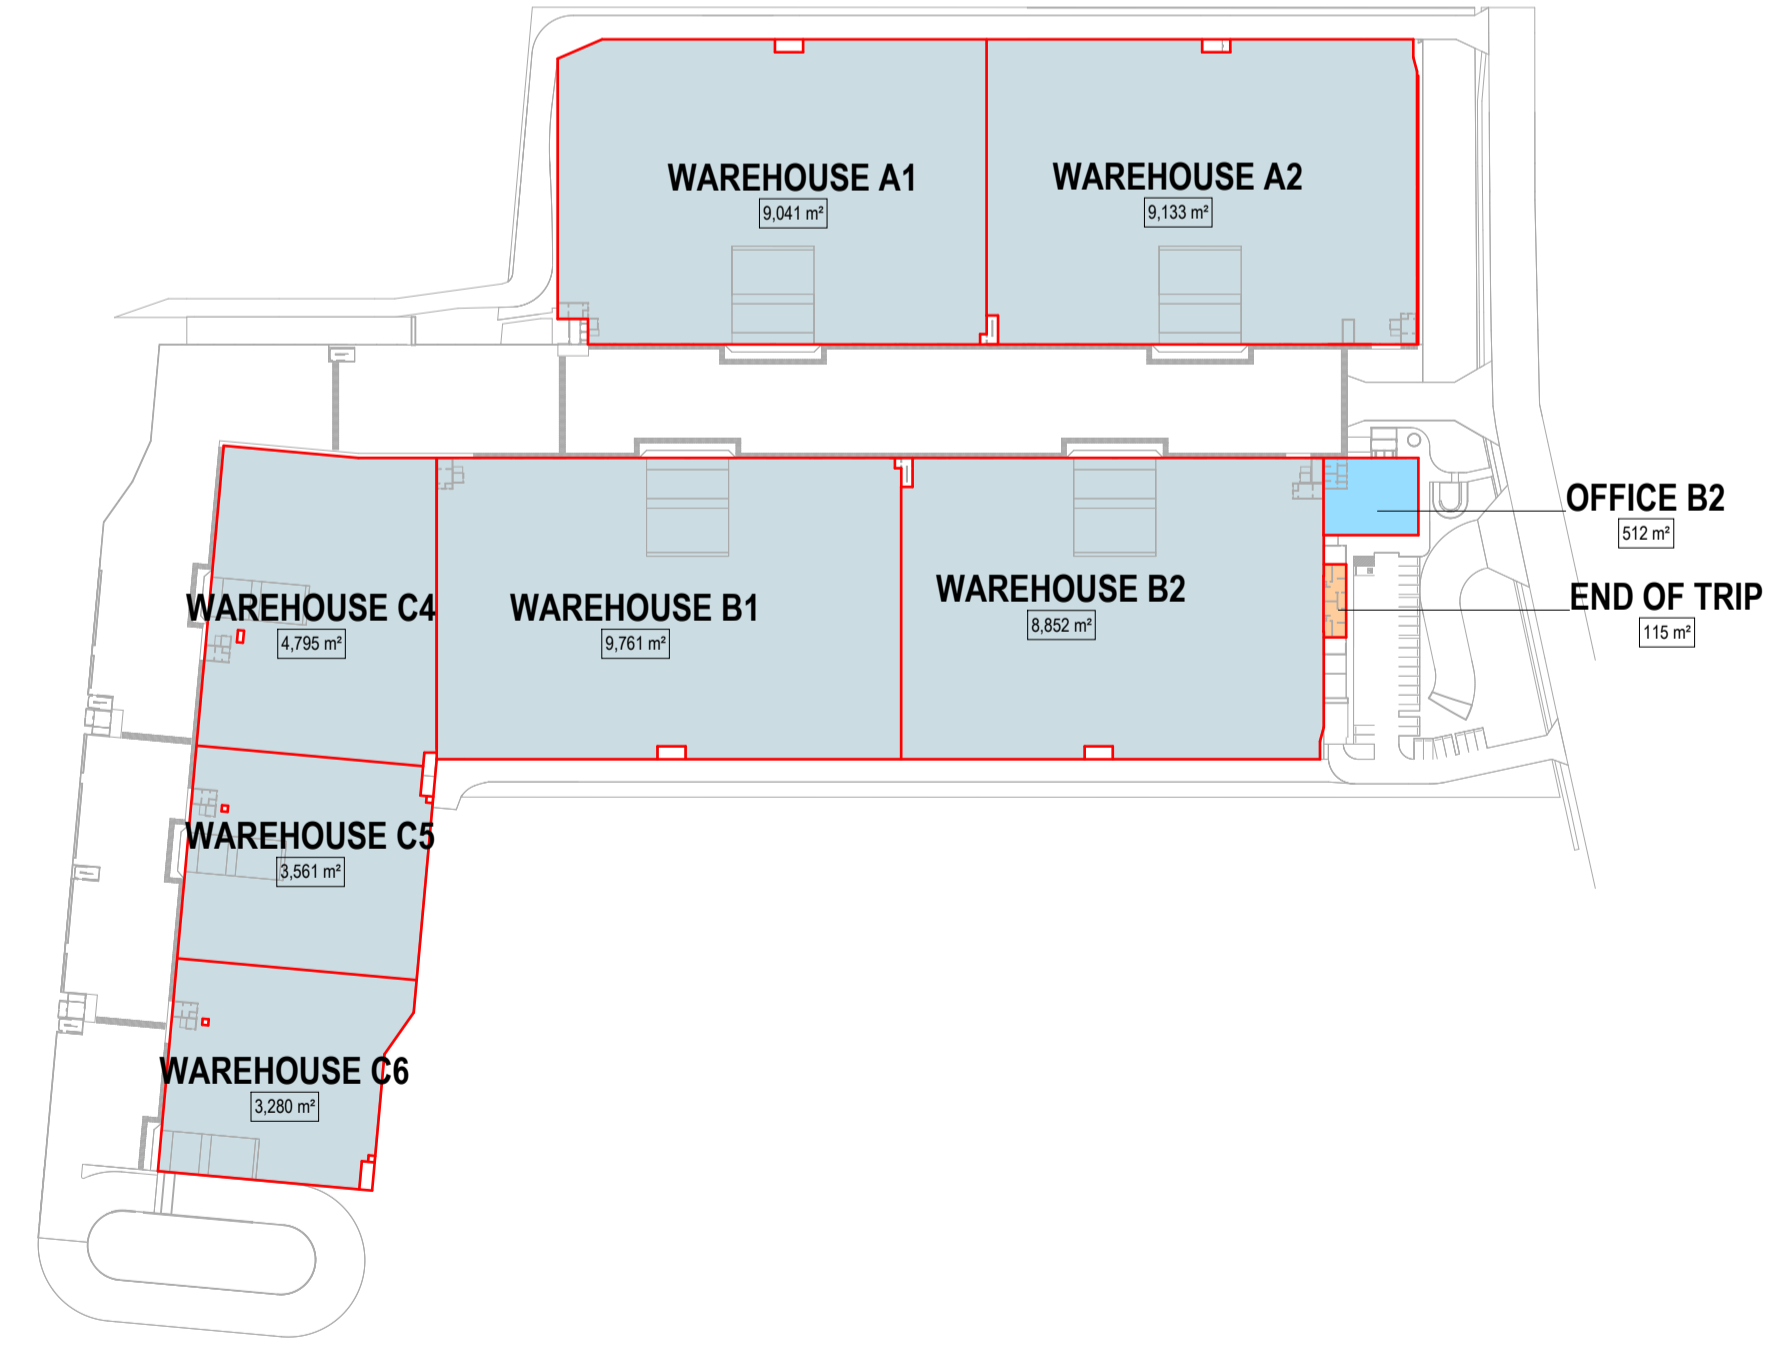 WAREHOUSE A1
9,041 m²
WAREHOUSE A2
9,133 m²
OFFICE B2
512 m²
WAREHOUSE C4
4,795 m²
WAREHOUSE B1
9,761 m²
WAREHOUSE B2
8,852 m²
END OF TRIP
115 m²
WAREHOUSE C5
3,561 m²
WAREHOUSE C6
3,280 m²